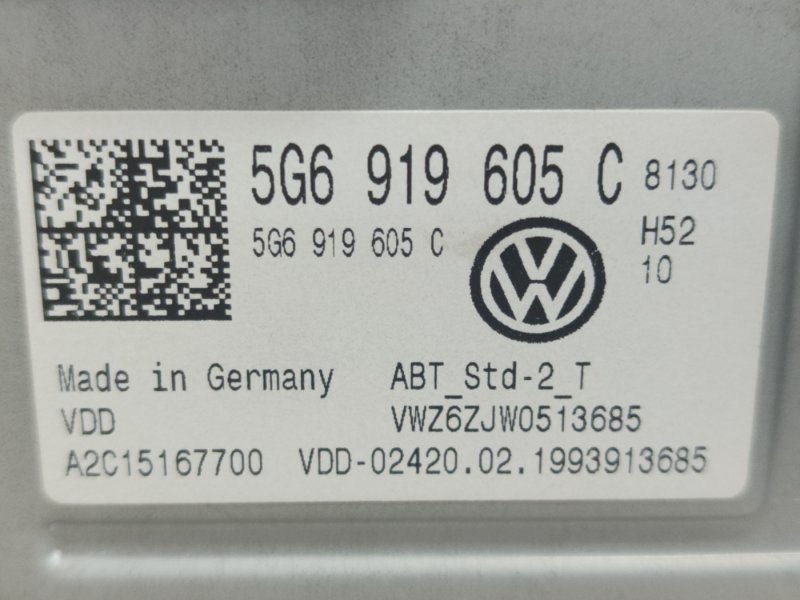 5G6 919 605 C 8130
5G6 919 605 C
H52
10
VW
Made in Germany ABT_Std-2_T
VDD VWZ6ZJW0513685
A2C15167700 VDD-02420.02.1993913685